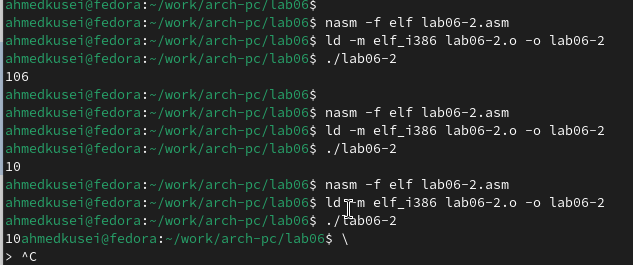 ahmedkusei@fedora:~/work/arch-pc/lab06$
ahmedkusei@fedora:~/work/arch-pc/lab06$ nasm -f elf lab06-2.asm
ahmedkusei@fedora:~/work/arch-pc/lab06$ ld -m elf_i386 lab06-2.o -o lab06-2
ahmedkusei@fedora:~/work/arch-pc/lab06$ ./lab06-2
106
ahmedkusei@fedora:~/work/arch-pc/lab06$
ahmedkusei@fedora:~/work/arch-pc/lab06$ nasm -f elf lab06-2.asm
ahmedkusei@fedora:~/work/arch-pc/lab06$ ld -m elf_i386 lab06-2.o -o lab06-2
ahmedkusei@fedora:~/work/arch-pc/lab06$ ./lab06-2
10
ahmedkusei@fedora:~/work/arch-pc/lab06$ nasm -f elf lab06-2.asm
ahmedkusei@fedora:~/work/arch-pc/lab06$ ld -m elf_i386 lab06-2.o -o lab06-2
ahmedkusei@fedora:~/work/arch-pc/lab06$ ./lab06-2
10ahmedkusei@fedora:~/work/arch-pc/lab06$ \
> ^C